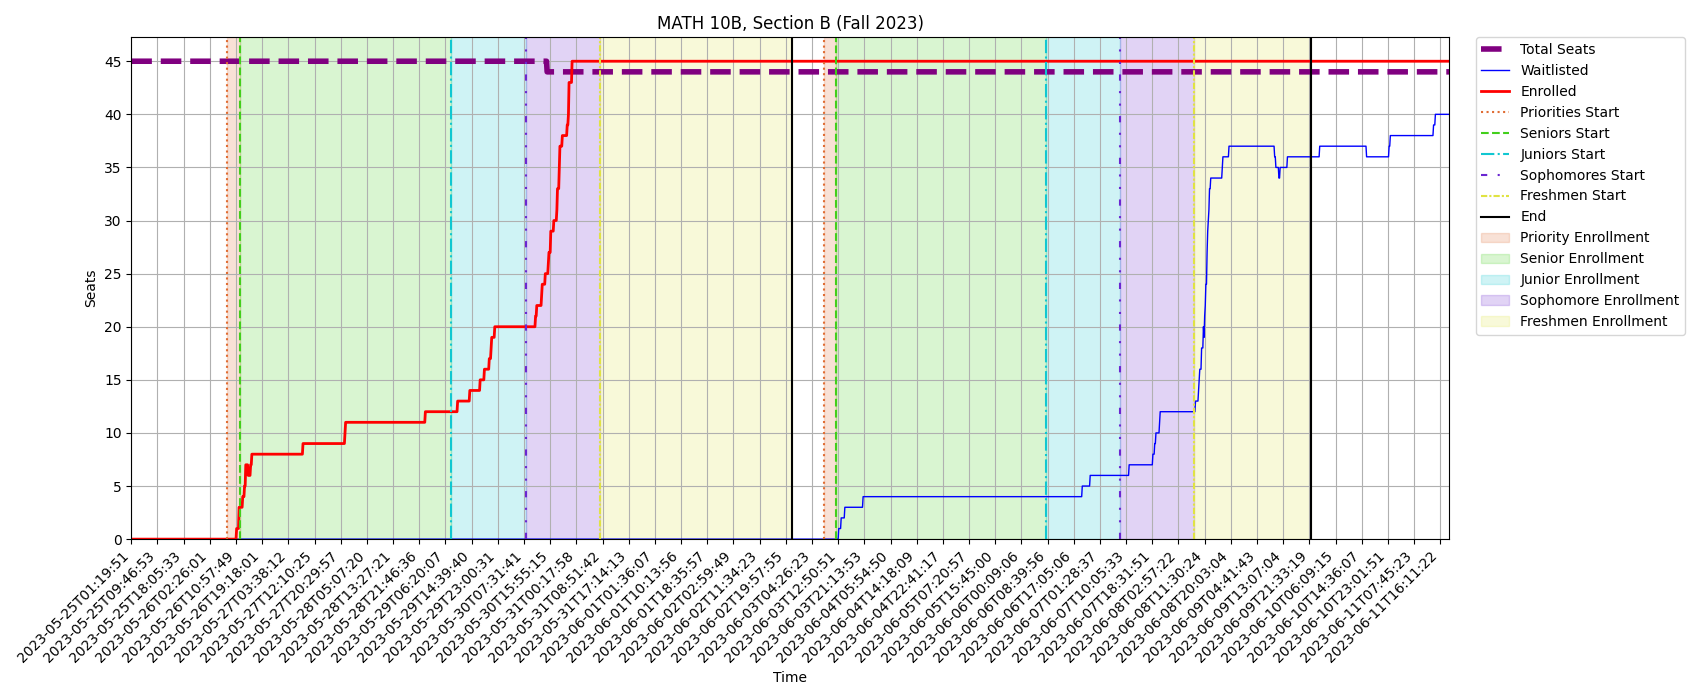 MATH 10B, Section B (Fall 2023)
Seats
45
40
35
30
25
20
15
10
5
0
2023-05-25T01:19:51
2023-05-25T09:46:53
2023-05-25T18:05:33
2023-05-26T02:26:01
2023-05-26T10:57:49
2023-05-26T19:18:01
2023-05-27T03:38:12
2023-05-27T12:10:25
2023-05-27T20:29:57
2023-05-28T05:07:20
2023-05-28T13:27:21
2023-05-28T21:46:36
2023-05-29T06:20:07
2023-05-29T14:39:40
2023-05-29T23:00:31
2023-05-30T07:31:41
2023-05-30T15:55:15
2023-05-31T00:17:58
2023-05-31T08:51:42
2023-05-31T17:14:13
2023-06-01T01:36:07
2023-06-01T10:13:56
2023-06-01T18:35:57
2023-06-02T02:59:49
2023-06-02T11:34:23
2023-06-02T19:57:55
2023-06-03T04:26:23
2023-06-03T12:50:51
2023-06-03T21:13:53
2023-06-04T05:54:50
2023-06-04T14:18:09
2023-06-04T22:41:17
2023-06-05T07:20:57
2023-06-05T15:45:00
2023-06-06T00:09:06
2023-06-06T08:39:56
2023-06-06T17:05:06
2023-06-07T01:28:37
2023-06-07T10:05:33
2023-06-07T18:31:51
2023-06-08T02:57:22
2023-06-08T11:30:24
2023-06-08T20:03:04
2023-06-09T04:41:43
2023-06-09T13:07:04
2023-06-09T21:33:19
2023-06-10T06:09:15
2023-06-10T14:36:07
2023-06-10T23:01:51
2023-06-11T07:45:23
2023-06-11T16:11:22
Time
Total Seats
Waitlisted
Enrolled
Priorities Start
Seniors Start
Juniors Start
Sophomores Start
Freshmen Start
End
Priority Enrollment
Senior Enrollment
Junior Enrollment
Sophomore Enrollment
Freshmen Enrollment